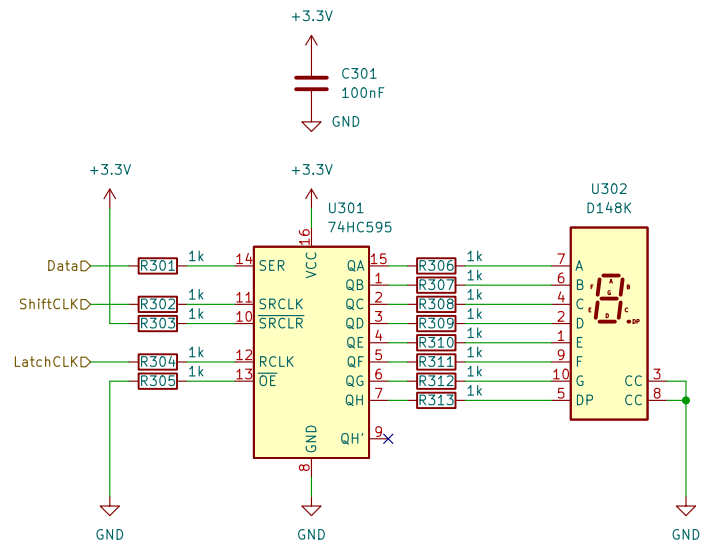 +3.3V
C301
100nF
GND
+3.3V
+3.3V
U301
74HC595
U302
D148K
Data R301 1k 14 SER
ShiftCLK R302 1k 11 SRCLK
R303 1k 10 SRCLR
LatchCLK R304 1k 12 RCLK
R305 1k 13 OE
16 VCC
QA 15 R306 1k 7 A
QB 1 R307 1k 6 B
QC 2 R308 1k 4 C
QD 3 R309 1k 2 D
QE 4 R310 1k 1 E
QF 5 R311 1k 9 F
QG 6 R312 1k 10 G CC 3
QH 7 R313 1k 5 DP CC 8
QH' 9
GND 8
A
F B
G
E C
D DP
GND
GND
GND